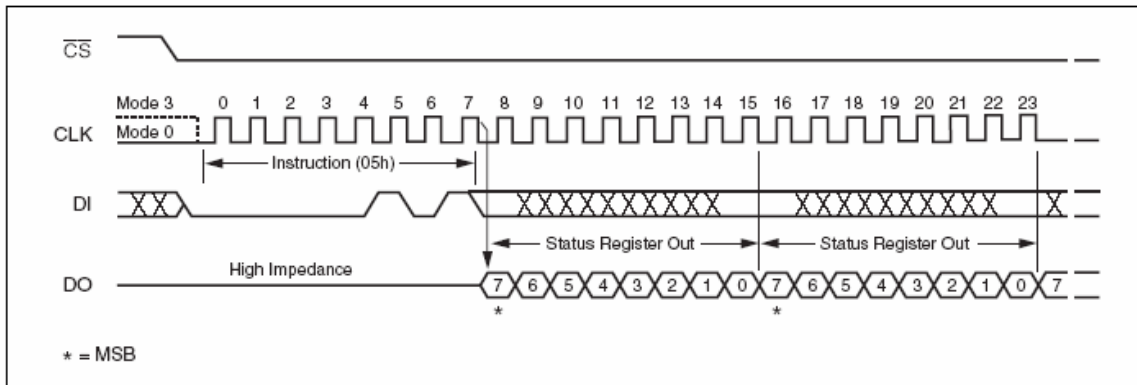 CS
Mode 3 0 1 2 3 4 5 6 7 8 9 10 11 12 13 14 15 16 17 18 19 20 21 22 23
CLK Mode 0
Instruction (05h)
DI
Status Register Out Status Register Out
High Impedance
DO 7 6 5 4 3 2 1 0 7 6 5 4 3 2 1 0 7
* *
* = MSB